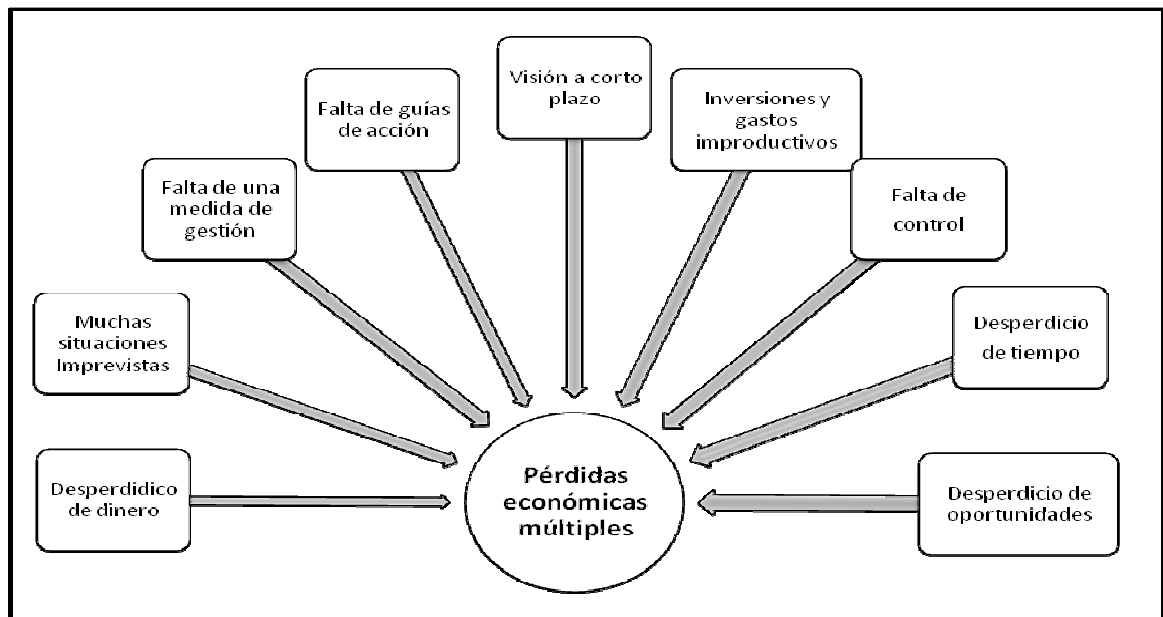 Visión a corto
plazo
Falta de guías
de acción
Inversiones y
gastos
improductivos
Falta de una
medida de
gestión
Falta de
control
Muchas
situaciones
Imprevistas
Desperdicio
de tiempo
Desperdidico
de dinero
Pérdidas
económicas
múltiples
Desperdicio de
oportunidades